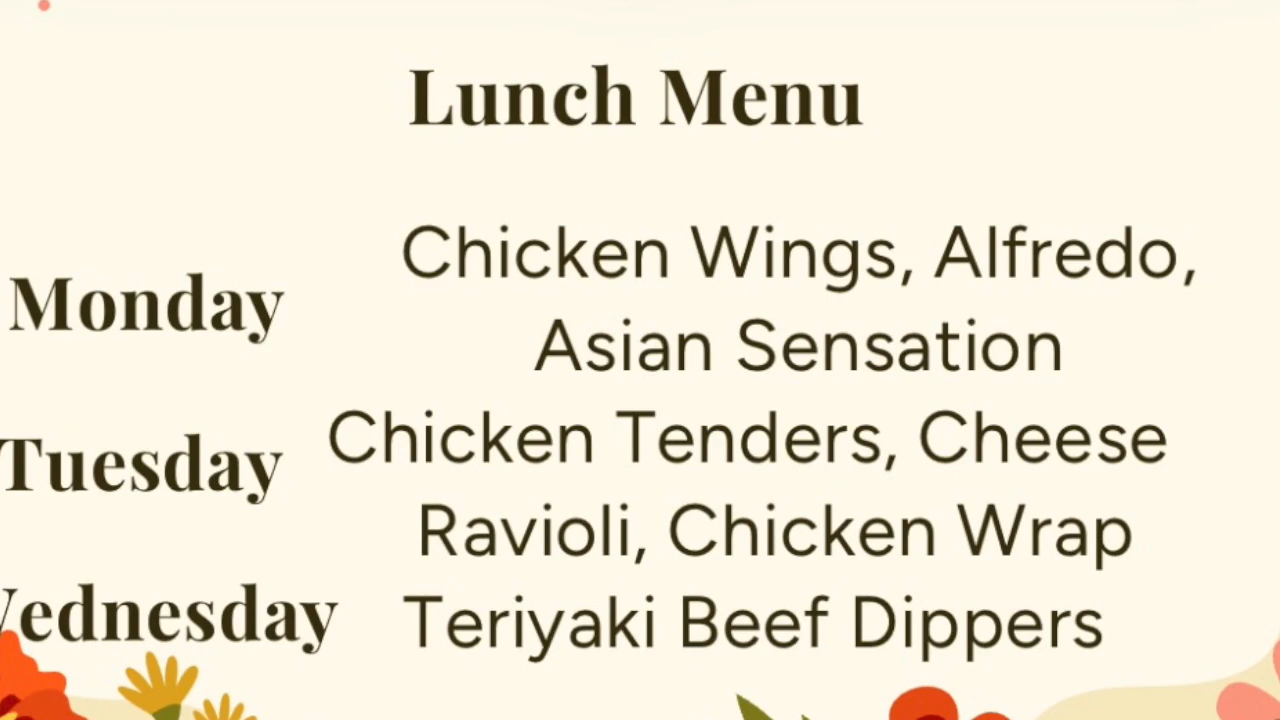 Lunch Menu
Chicken Wings, Alfredo,
Monday
Asian Sensation
Chicken Tenders, Cheese
Tuesday
Ravioli, Chicken Wrap
Wednesday
Teriyaki Beef Dippers